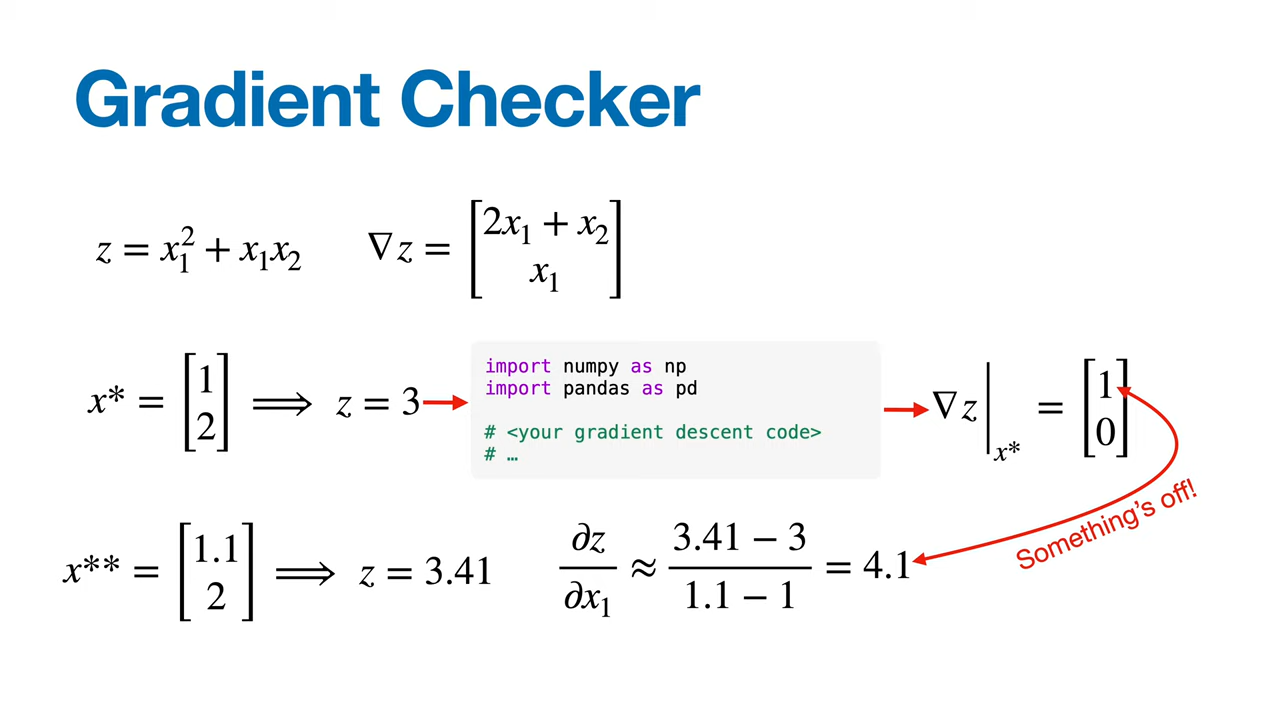 Gradient Checker
z = x₁² + x₁x₂ ∇z = [2x₁ + x₂
x₁]
x* = [1
2] ⟹ z = 3
import numpy as np
import pandas as pd
# <your gradient descent code>
# …
∇z|x* = [1
0]
Something's off!
x** = [1.1
2] ⟹ z = 3.41
∂z/∂x₁ ≈ (3.41 − 3)/(1.1 − 1) = 4.1